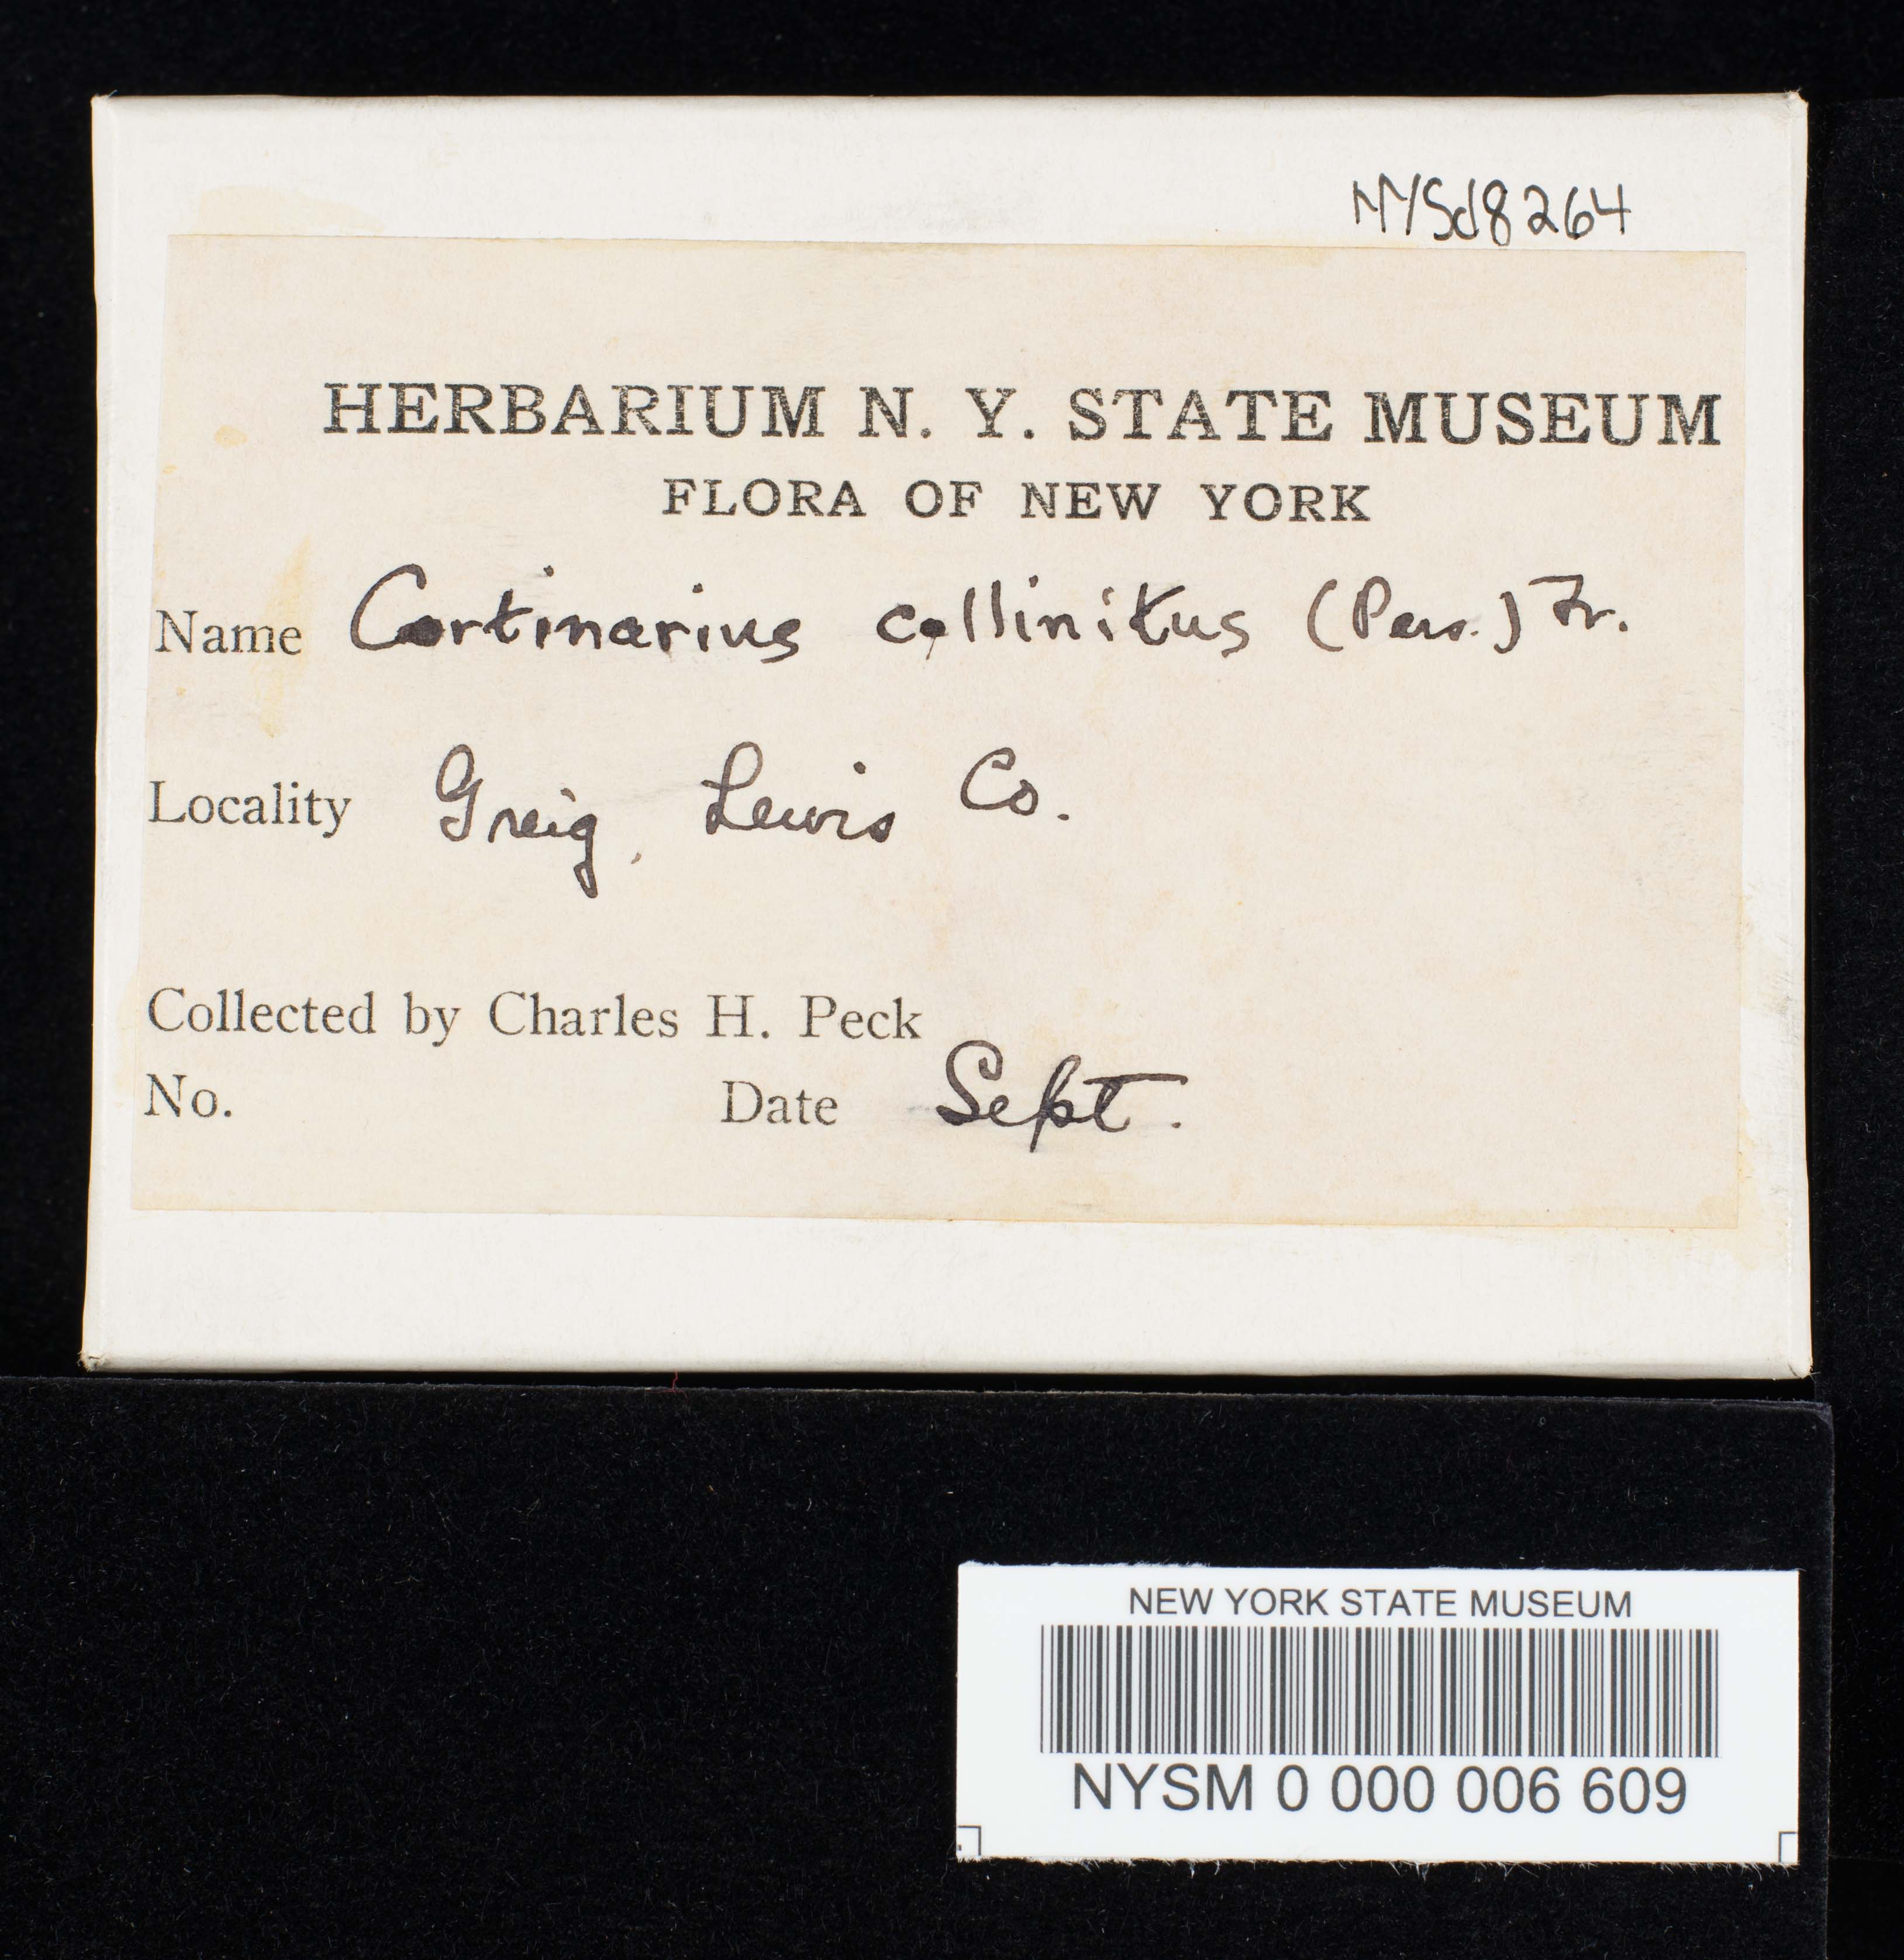 NYSd8264
HERBARIUM N. Y. STATE MUSEUM
FLORA OF NEW YORK
Name Cortinarius collinitus (Pers.) Fr.
Locality Greig, Lewis Co.
Collected by Charles H. Peck
No. Date Sept.
NEW YORK STATE MUSEUM
NYSM 0 000 006 609